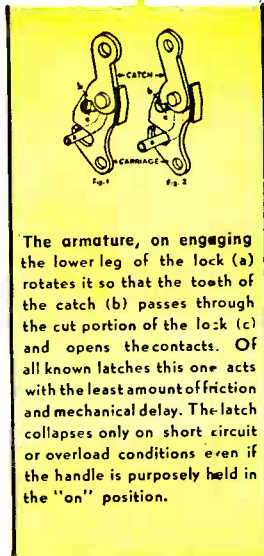 b
CATCH
b
CARRIAGE
Fig. 1
Fig. 2
The armature, on engaging
the lower leg of the lock (a)
rotates it so that the tooth of
the catch (b) passes through
the cut portion of the lock (c)
and opens thecontacts. Of
all known latches this one acts
with the least amount of friction
and mechanical delay. The latch
collapses only on short circuit
or overload conditions even if
the handle is purposely held in
the "on" position.